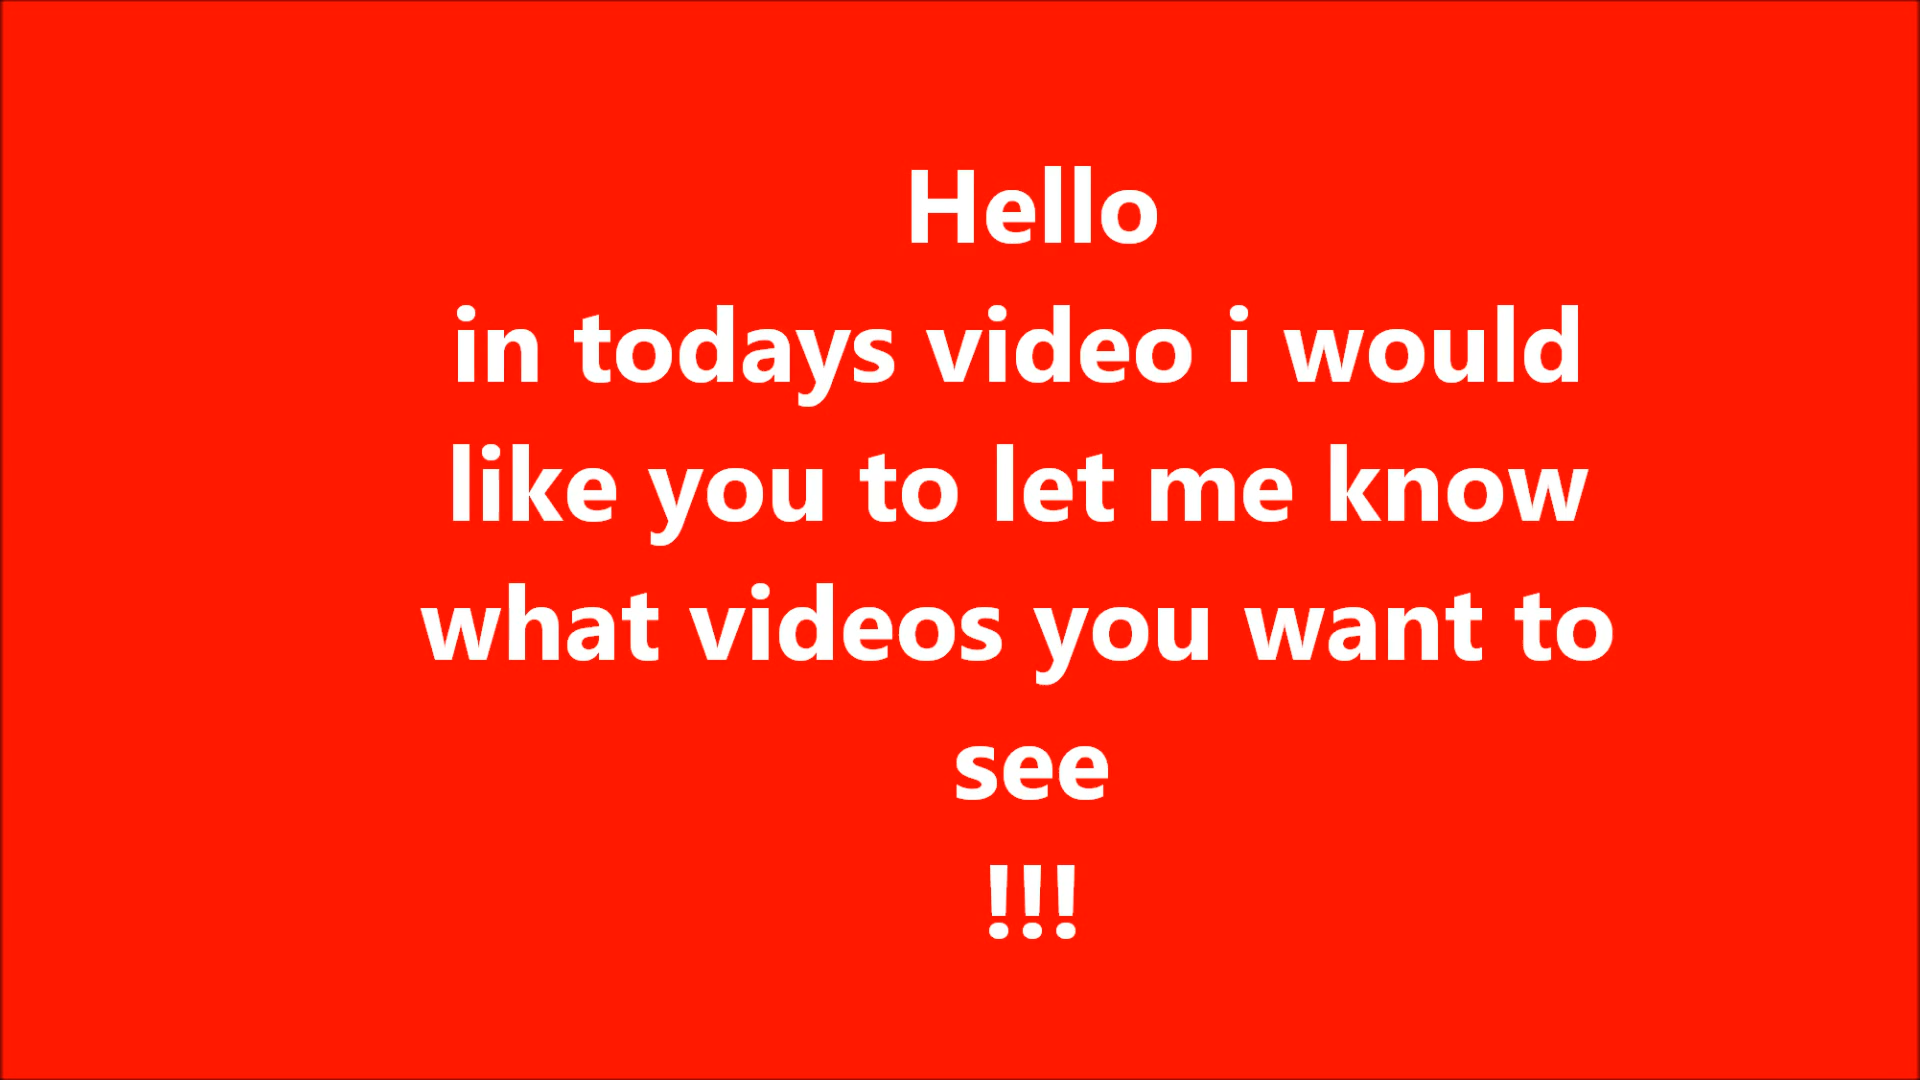 Hello
in todays video i would
like you to let me know
what videos you want to
see
!!!